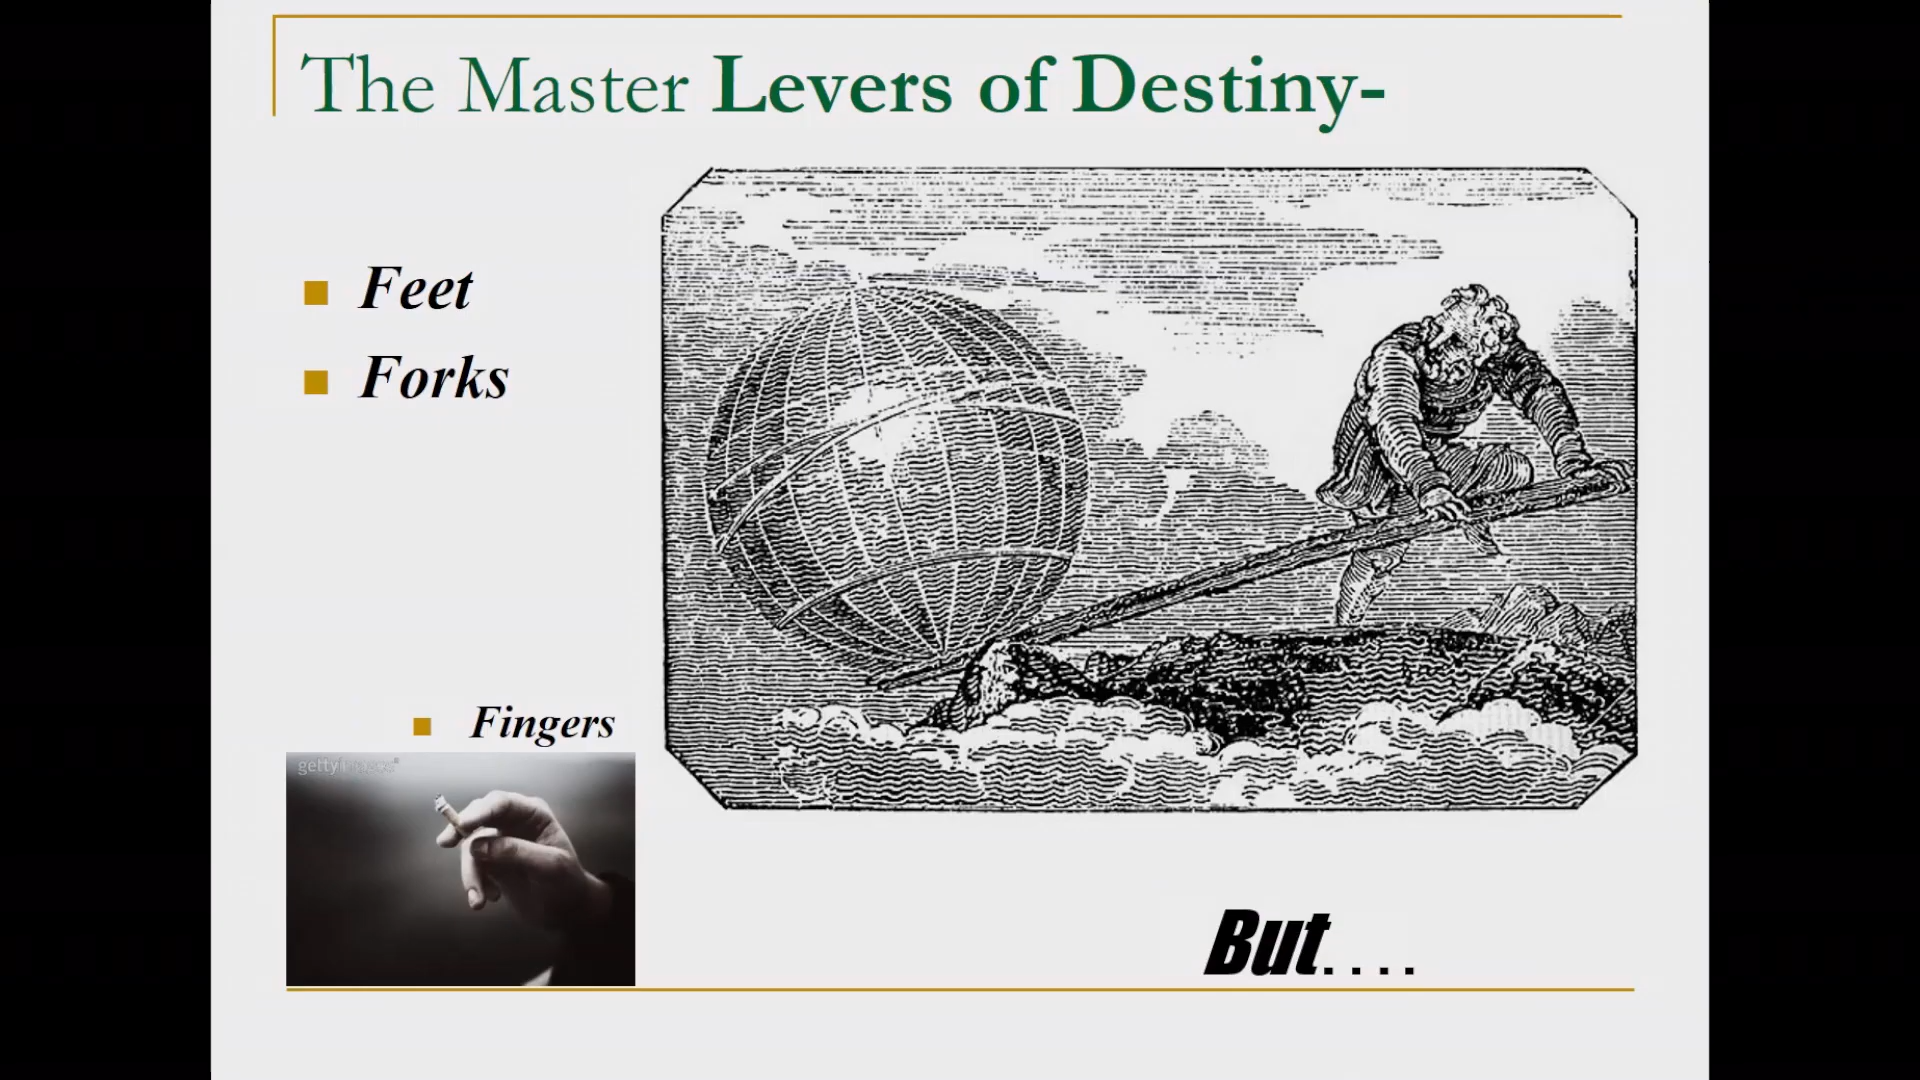 The Master Levers of Destiny-
Feet
Forks
Fingers
gettyimages®
But....